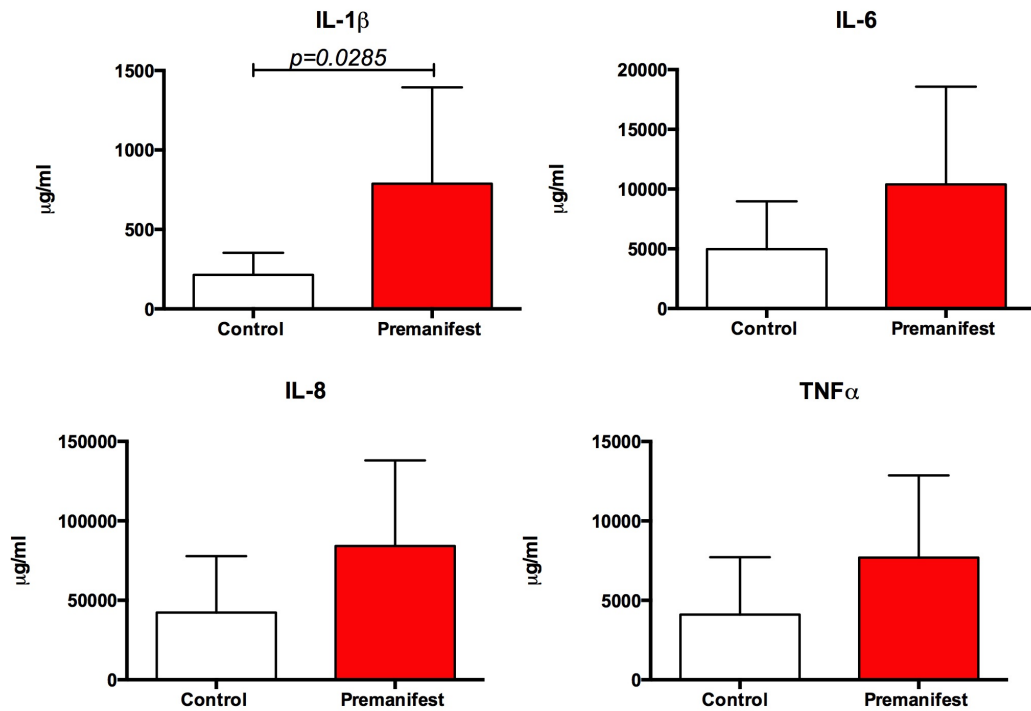 IL-1β
p=0.0285
1500
1000
500
0
μg/ml
Control
Premanifest
IL-6
20000
15000
10000
5000
0
μg/ml
Control
Premanifest
IL-8
150000
100000
50000
0
μg/ml
Control
Premanifest
TNFα
15000
10000
5000
0
μg/ml
Control
Premanifest